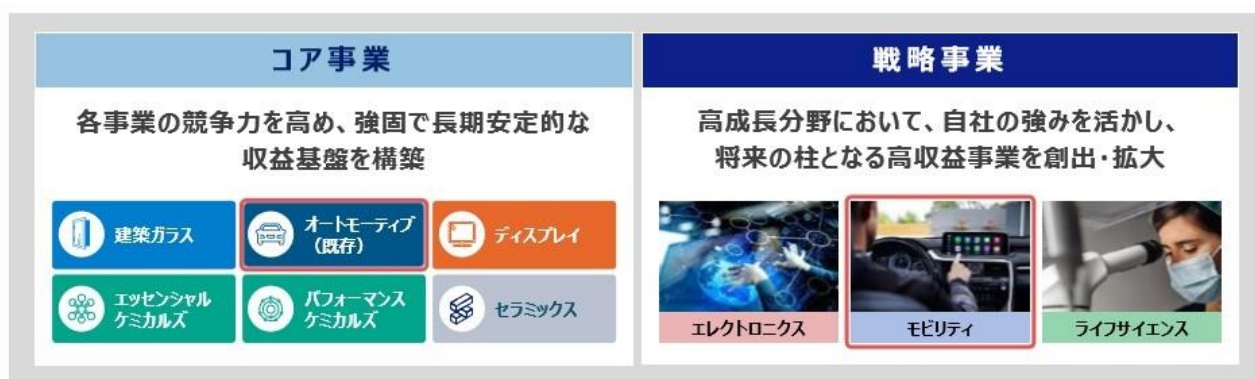 コア事業
各事業の競争力を高め、強固で長期安定的な
収益基盤を構築
建築ガラス
オートモーティブ
(既存)
ディスプレイ
エッセンシャル
ケミカルズ
パフォーマンス
ケミカルズ
セラミックス
戦略事業
高成長分野において、自社の強みを活かし、
将来の柱となる高収益事業を創出・拡大
エレクトロニクス
モビリティ
ライフサイエンス